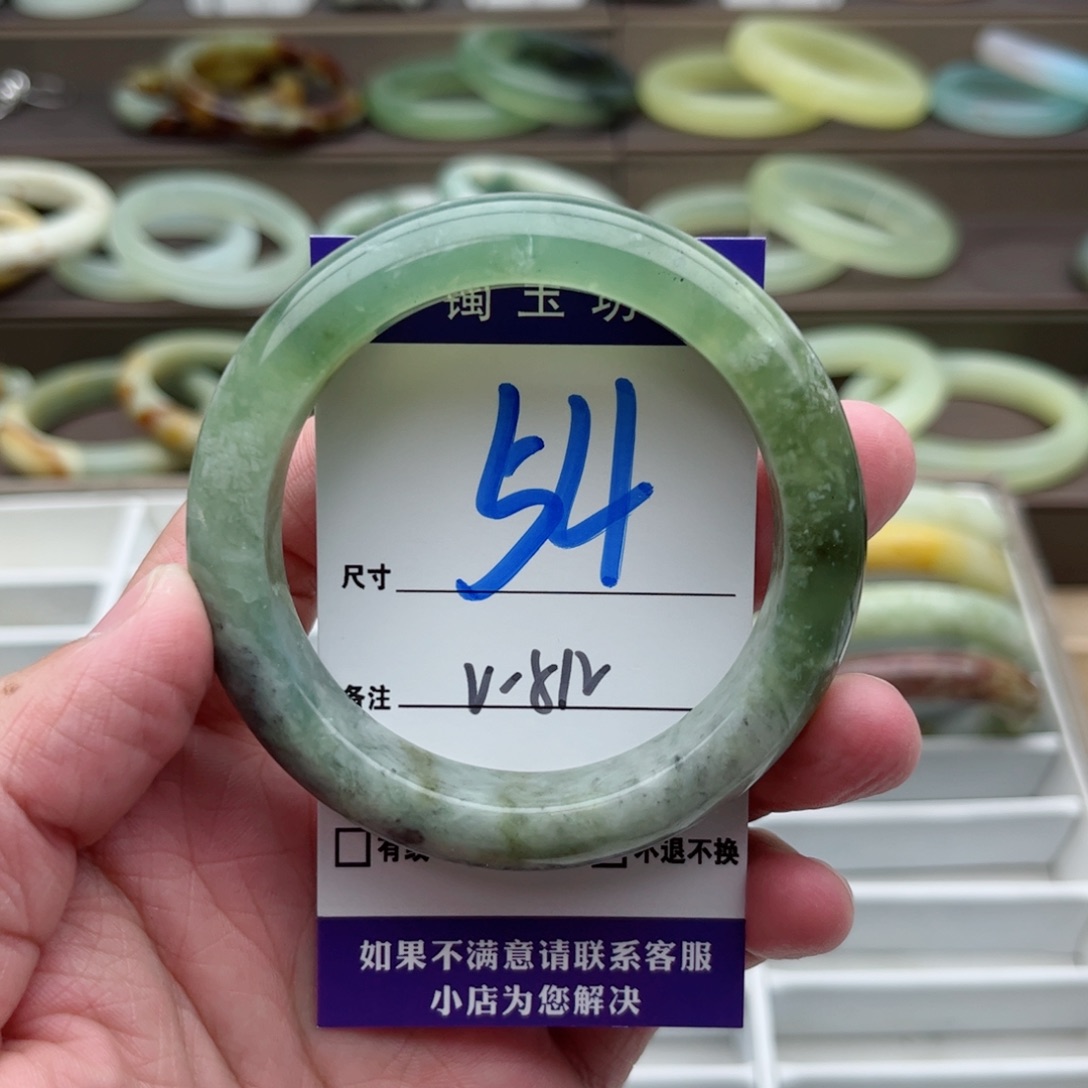 玉坊
54
尺寸
备注 V-812
有纹
不退不换
如果不满意请联系客服
小店为您解决